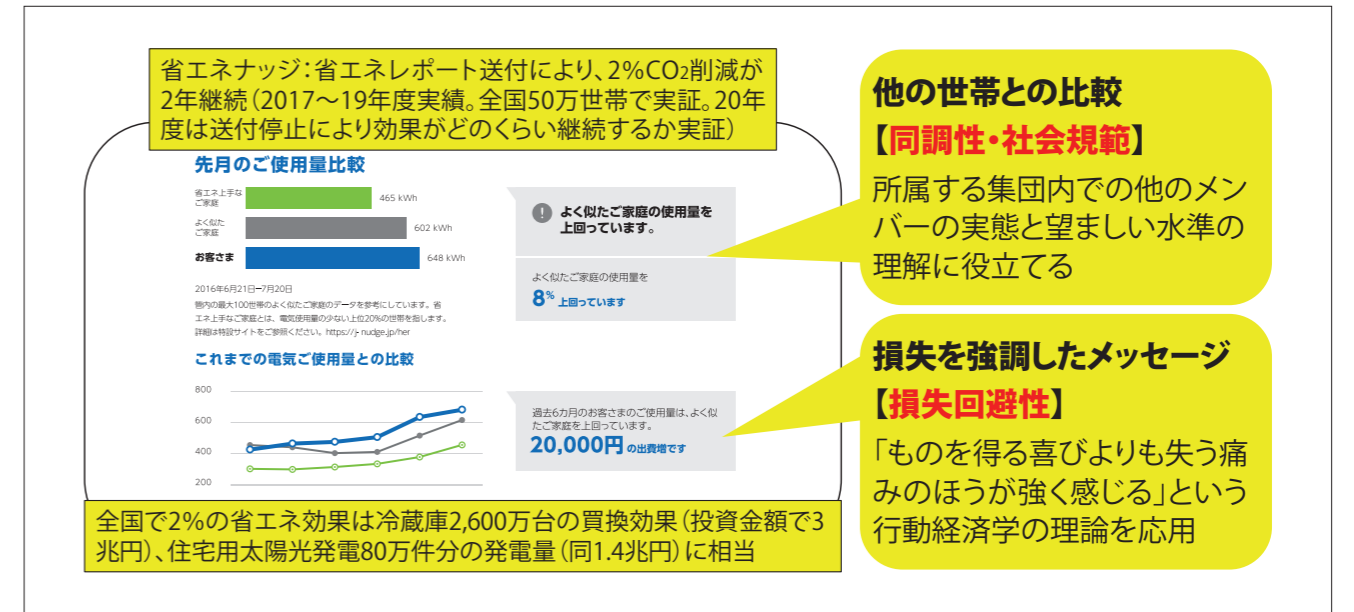 省エネナッジ：省エネレポート送付により、2％CO₂削減が
2年継続（2017～19年度実績。全国50万世帯で実証。20年
度は送付停止により効果がどのくらい継続するか実証）
先月のご使用量比較
省エネ上手な
ご家庭
465 kWh
よく似た
ご家庭
602 kWh
お客さま
648 kWh
2016年6月21日ー7月20日
管内の最大100世帯のよく似たご家庭のデータを参考にしています。省
エネ上手なご家庭とは、電気使用量の少ない上位20%の世帯を指します。
詳細は特設サイトをご参照ください。https://j- nudge.jp/her
! よく似たご家庭の使用量を
上回っています。
よく似たご家庭の使用量を
8% 上回っています
これまでの電気ご使用量との比較
800
600
400
200
過去6カ月のお客さまのご使用量は、よく似
たご家庭を上回っています。
20,000円 の出費増です
全国で2％の省エネ効果は冷蔵庫2,600万台の買換効果（投資金額で3
兆円）、住宅用太陽光発電80万件分の発電量（同1.4兆円）に相当
他の世帯との比較
【同調性・社会規範】
所属する集団内での他のメン
バーの実態と望ましい水準の
理解に役立てる
損失を強調したメッセージ
【損失回避性】
「ものを得る喜びよりも失う痛
みのほうが強く感じる」という
行動経済学の理論を応用